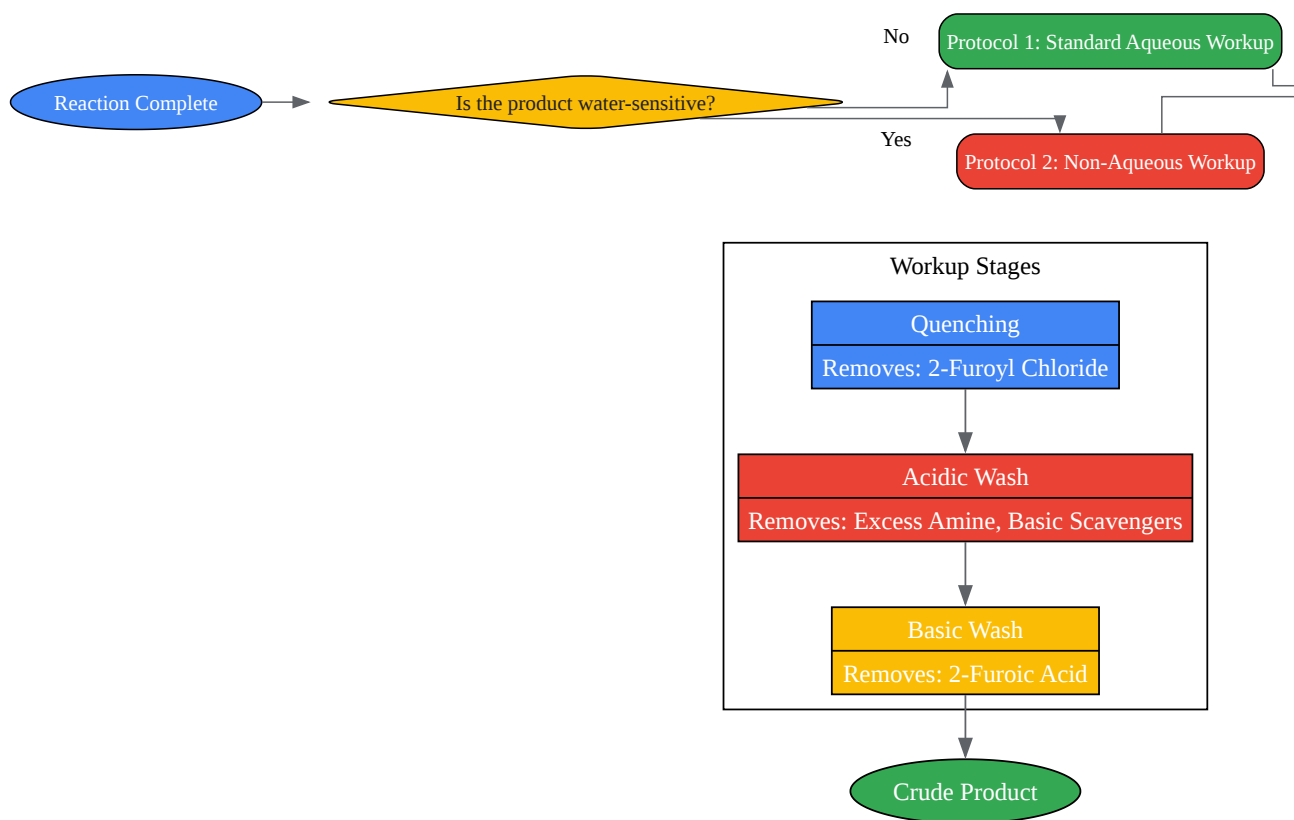 No
Protocol 1: Standard Aqueous Workup
Reaction Complete
Is the product water-sensitive?
Yes
Protocol 2: Non-Aqueous Workup
Workup Stages
Quenching
Removes: 2-Furoyl Chloride
Acidic Wash
Removes: Excess Amine, Basic Scavengers
Basic Wash
Removes: 2-Furoic Acid
Crude Product